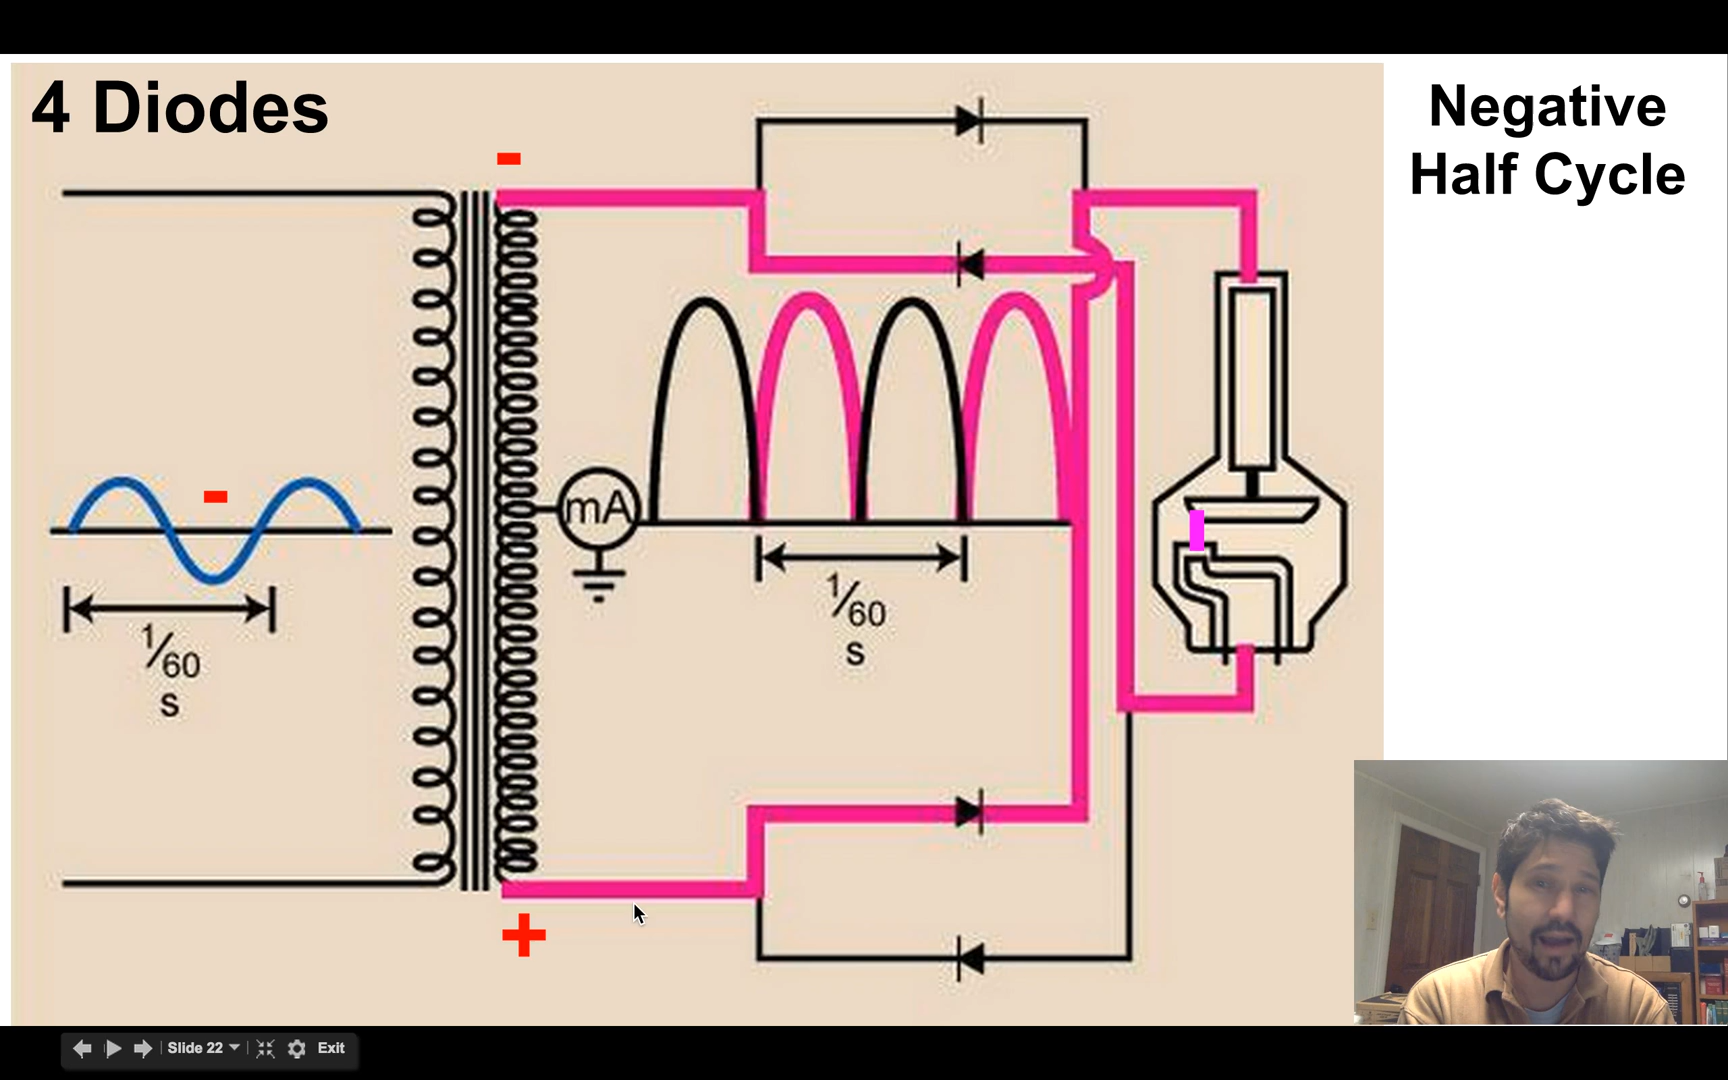 4 Diodes
Negative
Half Cycle
-
-
mA
1/60
s
1/60
s
+
Slide 22
Exit